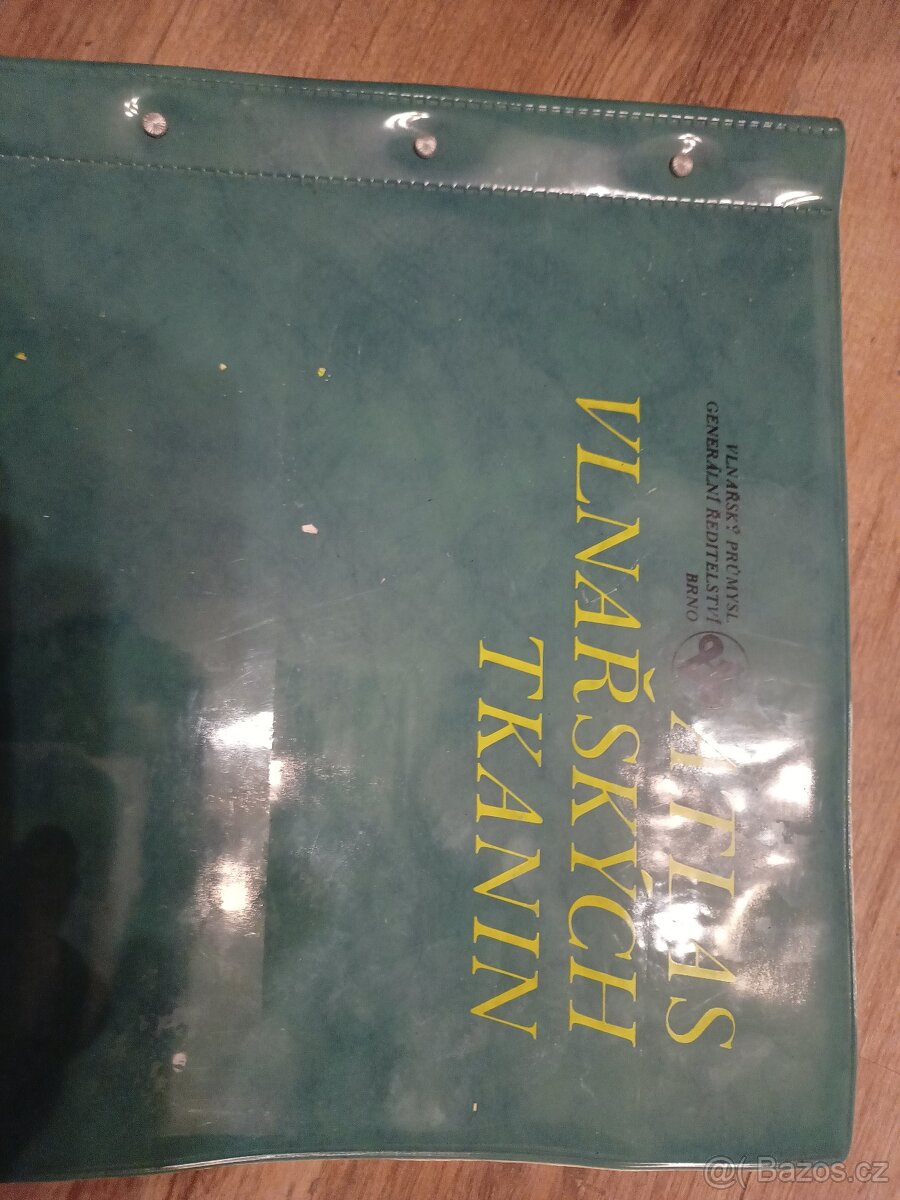 VLNAŘSKÝ PRŮMYSL
GENERÁLNÍ ŘEDITELSTVÍ
BRNO
ATLAS
VLNAŘSKÝCH
TKANIN
@( Bazos.cz